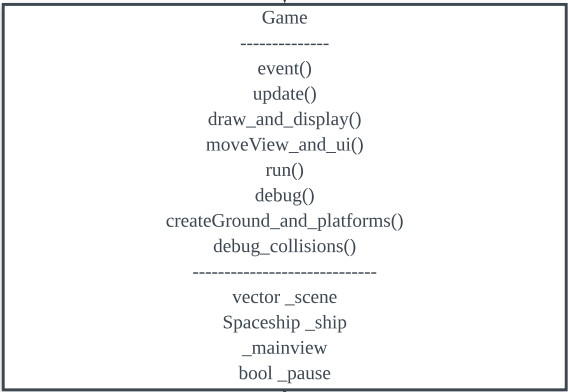 Game
--------------
event()
update()
draw_and_display()
moveView_and_ui()
run()
debug()
createGround_and_platforms()
debug_collisions()
-----------------------------
vector _scene
Spaceship _ship
_mainview
bool _pause